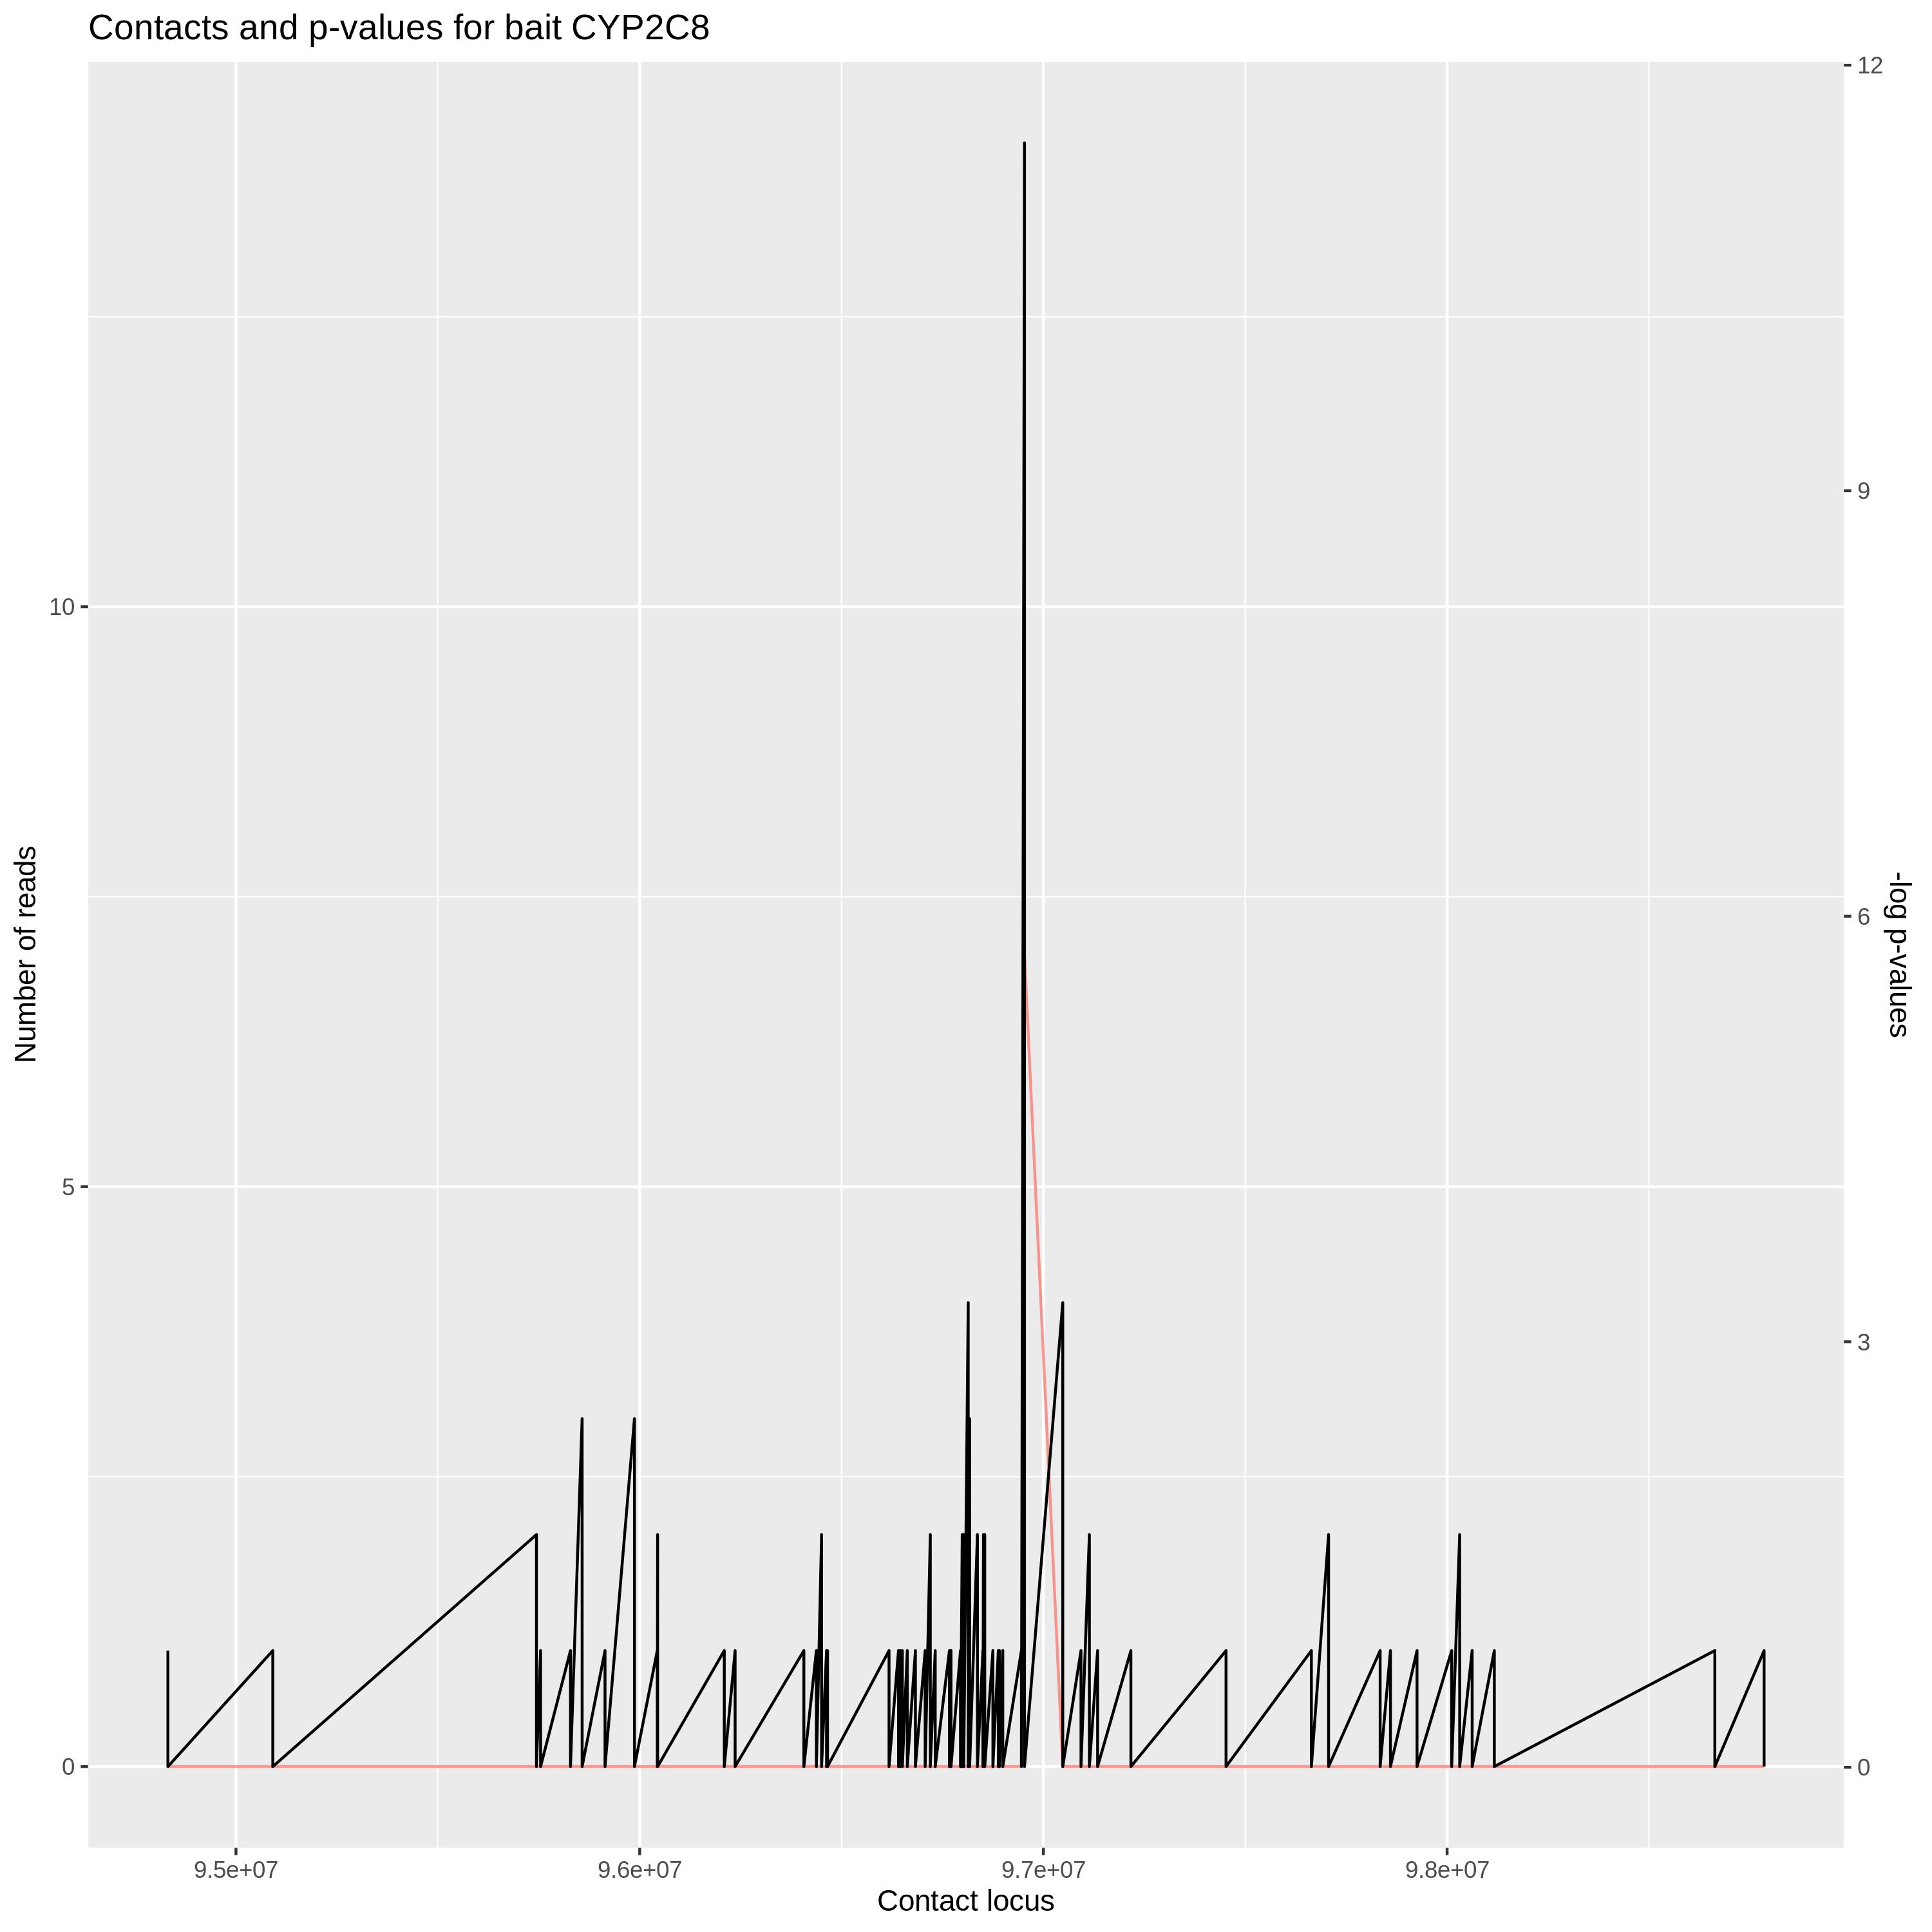 Contacts and p-values for bait CYP2C8
12
9
10
Number of reads
-log p-values
6
5
3
0
0
9.5e+07
9.6e+07
9.7e+07
9.8e+07
Contact locus